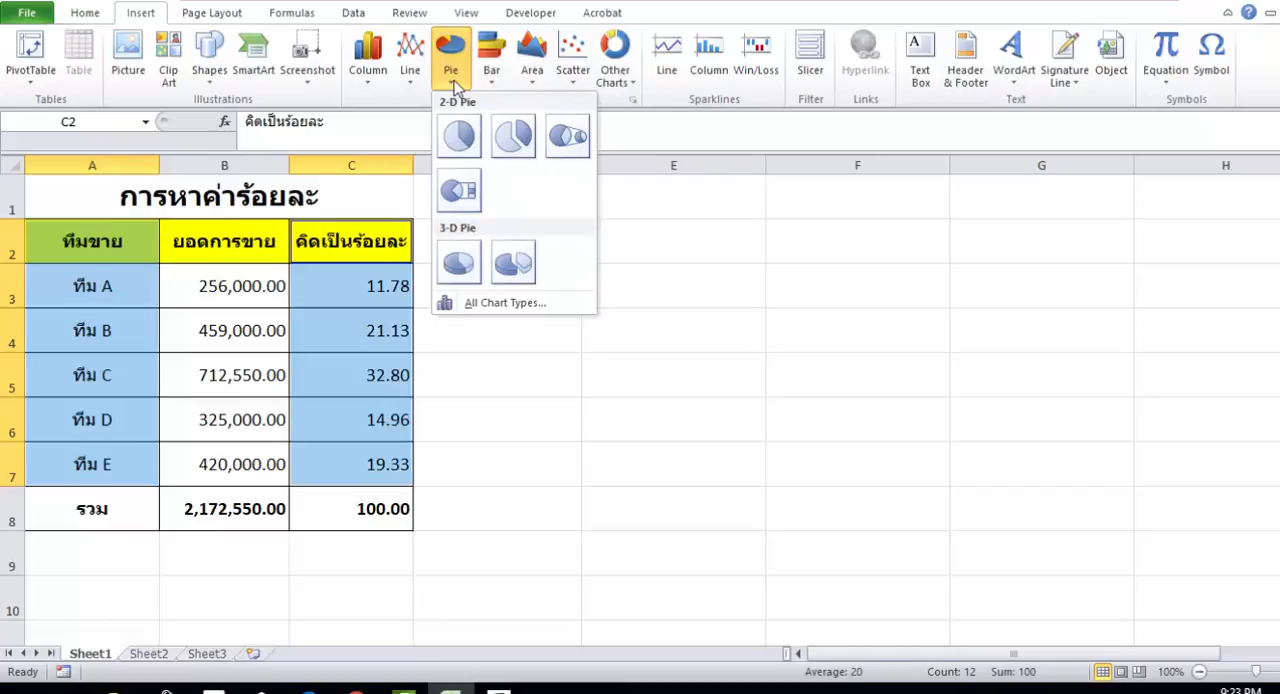 File Home Insert Page Layout Formulas Data Review View Developer Acrobat
PivotTable Table Picture Clip Art Shapes SmartArt Screenshot Column Line Pie Bar Area Scatter Other Charts Line Column Win/Loss Slicer Hyperlink Text Box Header & Footer WordArt Signature Line Object Equation Symbol
Tables Illustrations Sparklines Filter Links Text Symbols
2-D Pie
3-D Pie
All Chart Types...
C2 fx คิดเป็นร้อยละ
A B C E F G H
1 การหาค่าร้อยละ
2 ทีมขาย ยอดการขาย คิดเป็นร้อยละ
3 ทีม A 256,000.00 11.78
4 ทีม B 459,000.00 21.13
5 ทีม C 712,550.00 32.80
6 ทีม D 325,000.00 14.96
7 ทีม E 420,000.00 19.33
8 รวม 2,172,550.00 100.00
9
10
Sheet1 Sheet2 Sheet3
Ready Average: 20 Count: 12 Sum: 100 100%
9:23 PM